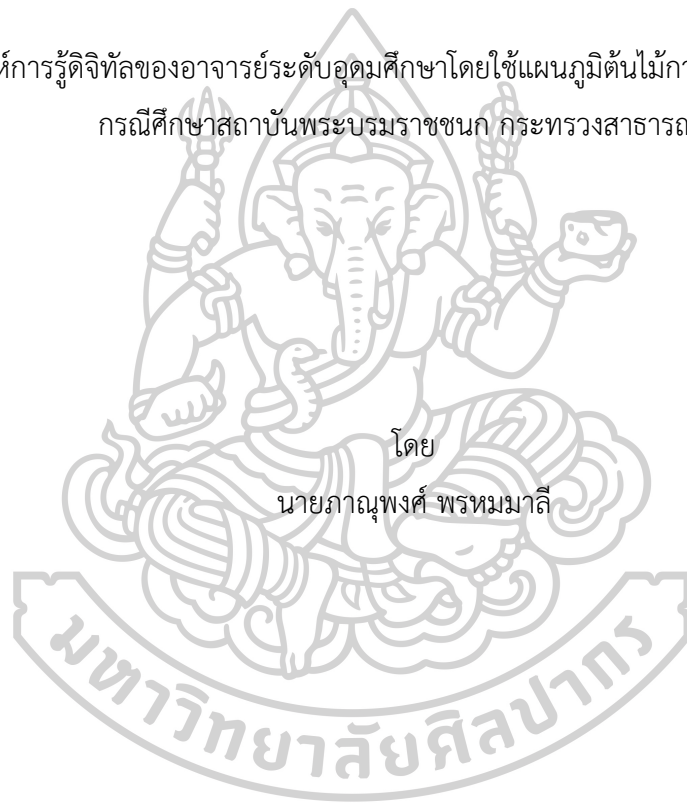 ห์การรู้ดิจิทัลของอาจารย์ระดับอุดมศึกษาโดยใช้แผนภูมิต้นไม้กา
กรณีศึกษาสถาบันพระบรมราชชนก กระทรวงสาธารณ
โดย
นายภาณุพงศ์ พรหมมาลี
มหาวิทยาลัยศิลปากร